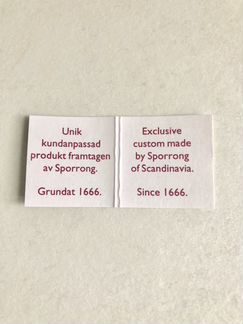 Unik
kundanpassad
produkt framtagen
av Sporrong.
Grundat 1666.
Exclusive
custom made
by Sporrong
of Scandinavia.
Since 1666.